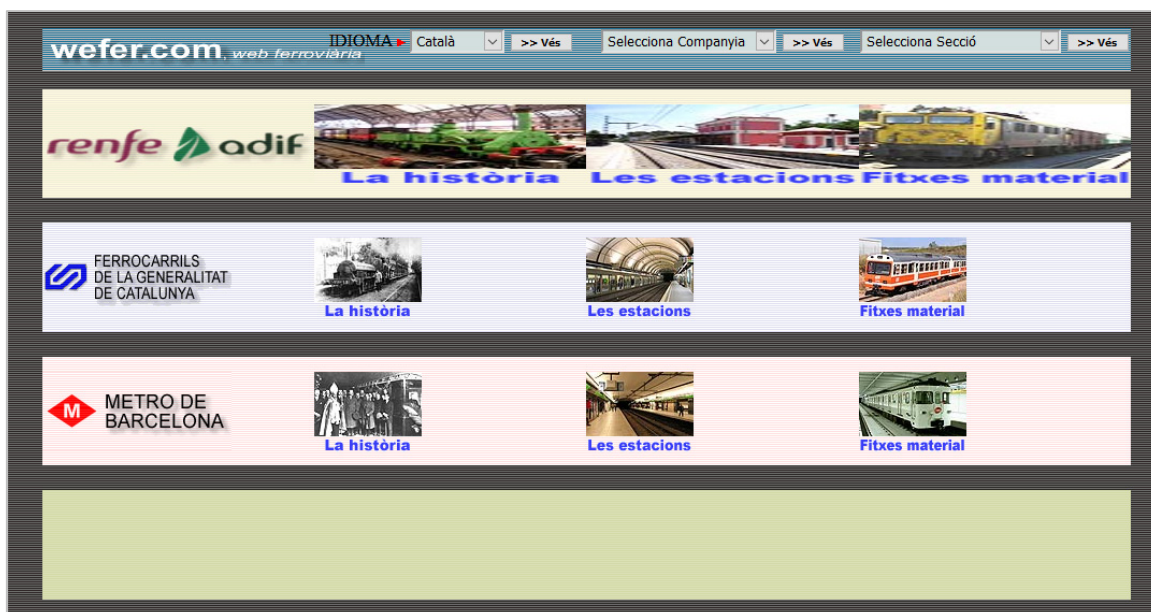 wefer.com, web ferroviària IDIOMA Català >> Vés Selecciona Companyia >> Vés Selecciona Secció >> Vés
renfe adif
La història Les estacions Fitxes material
FERROCARRILS
DE LA GENERALITAT
DE CATALUNYA
La història Les estacions Fitxes material
M METRO DE
BARCELONA
La història Les estacions Fitxes material